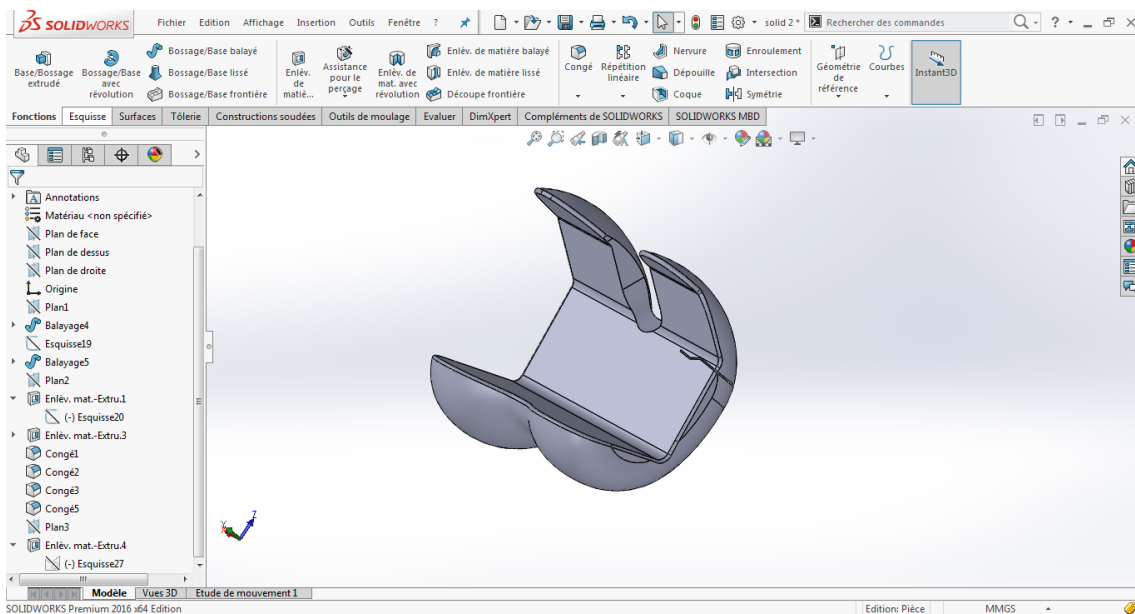 SOLIDWORKS Fichier Edition Affichage Insertion Outils Fenêtre ? solid 2 * Rechercher des commandes ?
Base/Bossage extrudé
Bossage/Base avec révolution
Bossage/Base balayé
Bossage/Base lissé
Bossage/Base frontière
Enlèv. de matiè...
Assistance pour le perçage
Enlèv. de mat. avec révolution
Enlèv. de matière balayé
Enlèv. de matière lissé
Découpe frontière
Congé
Répétition linéaire
Nervure
Dépouille
Coque
Enroulement
Intersection
Symétrie
Géométrie de référence
Courbes
Instant3D
Fonctions Esquisse Surfaces Tôlerie Constructions soudées Outils de moulage Evaluer DimXpert Compléments de SOLIDWORKS SOLIDWORKS MBD
Annotations
Matériau <non spécifié>
Plan de face
Plan de dessus
Plan de droite
Origine
Plan1
Balayage4
Esquisse19
Balayage5
Plan2
Enlèv. mat.-Extru.1
(-) Esquisse20
Enlèv. mat.-Extru.3
Congé1
Congé2
Congé3
Congé5
Plan3
Enlèv. mat.-Extru.4
(-) Esquisse27
Z
Modèle Vues 3D Etude de mouvement 1
SOLIDWORKS Premium 2016 x64 Edition Edition: Pièce MMGS